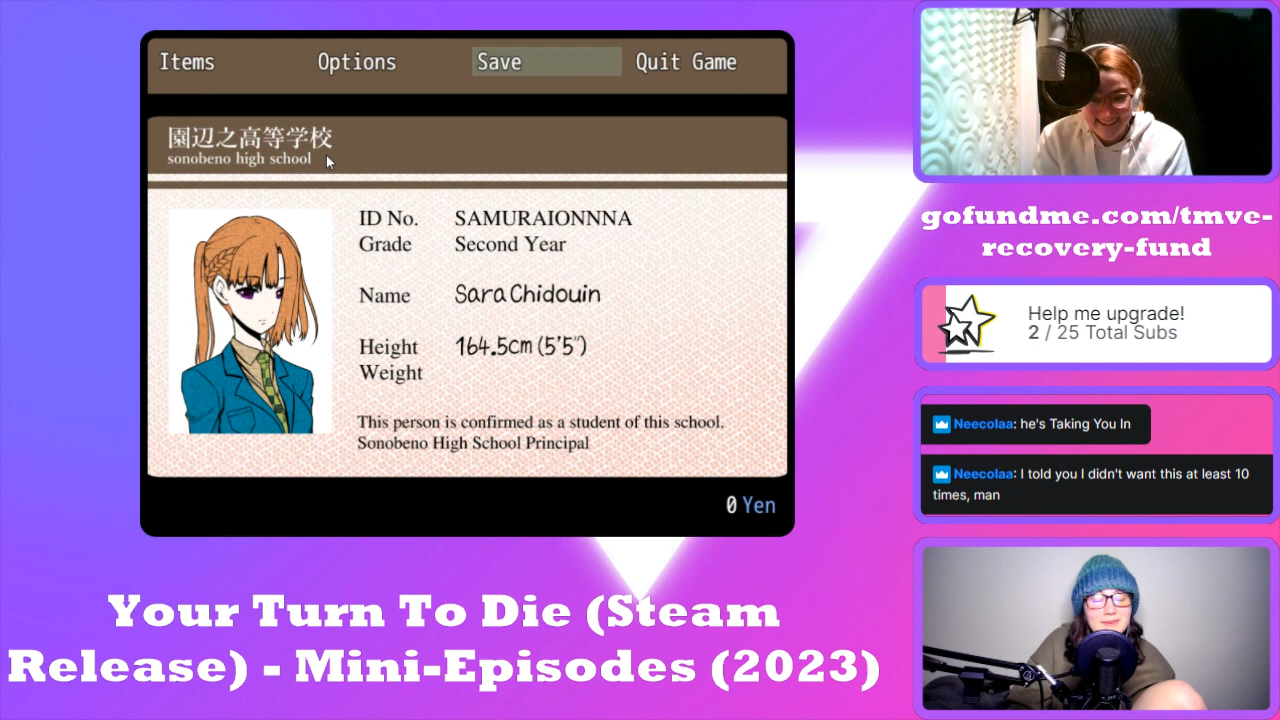 Items
Options
Save
Quit Game
園辺之高等学校
sonobeno high school
ID No. SAMURAIONNNA
Grade Second Year
Name Sara Chidouin
Height 164.5cm (5'5")
Weight
This person is confirmed as a student of this school.
Sonobeno High School Principal
0 Yen
Your Turn To Die (Steam
Release) - Mini-Episodes (2023)
gofundme.com/tmve-
recovery-fund
Help me upgrade!
2 / 25 Total Subs
Neecolaa: he's Taking You In
Neecolaa: I told you I didn't want this at least 10
times, man